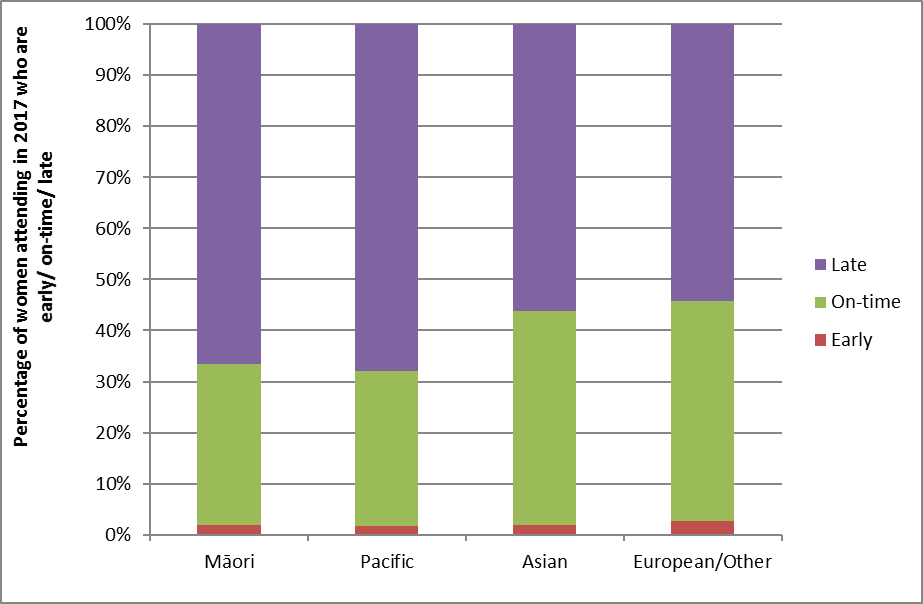 Percentage of women attending in 2017 who are
early/ on-time/ late
100%
90%
80%
70%
60%
50%
40%
30%
20%
10%
0%
Māori
Pacific
Asian
European/Other
Late
On-time
Early